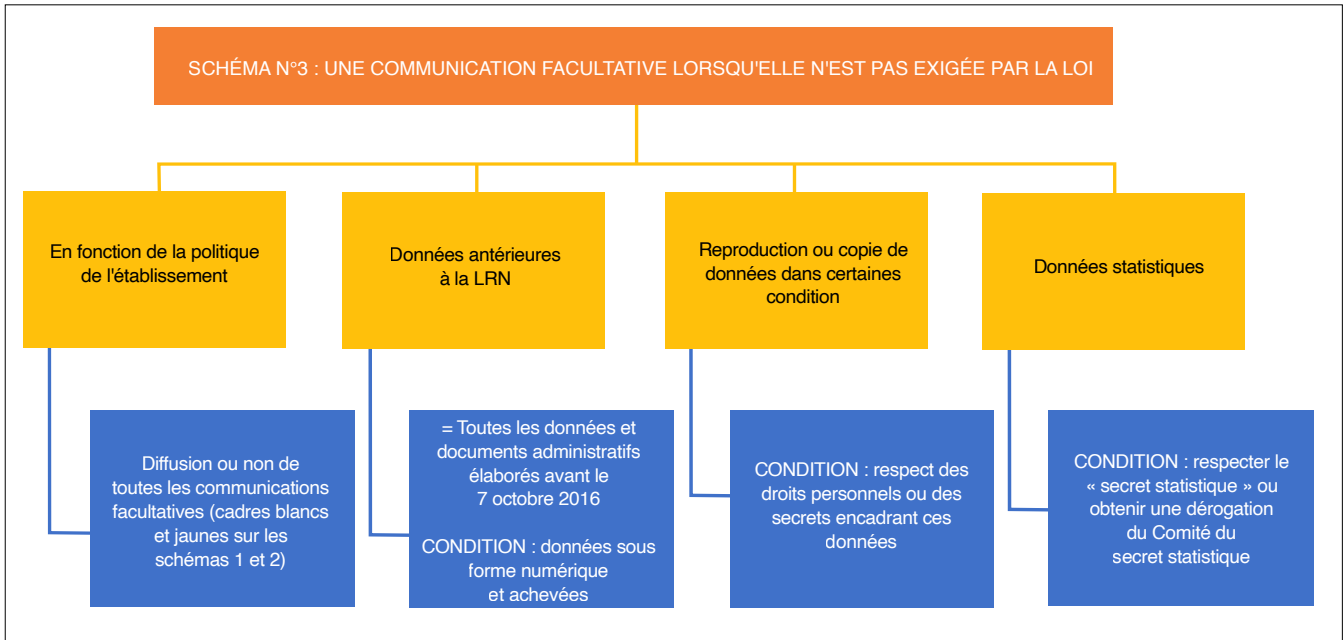 SCHÉMA N°3 : UNE COMMUNICATION FACULTATIVE LORSQU'ELLE N'EST PAS EXIGÉE PAR LA LOI
En fonction de la politique
de l'établissement
Données antérieures
à la LRN
Reproduction ou copie de
données dans certaines
condition
Données statistiques
Diffusion ou non de
toutes les communications
facultatives (cadres blancs
et jaunes sur les
schémas 1 et 2)
= Toutes les données et
documents administratifs
élaborés avant le
7 octobre 2016
CONDITION : données sous
forme numérique
et achevées
CONDITION : respect des
droits personnels ou des
secrets encadrant ces
données
CONDITION : respecter le
« secret statistique » ou
obtenir une dérogation
du Comité du
secret statistique